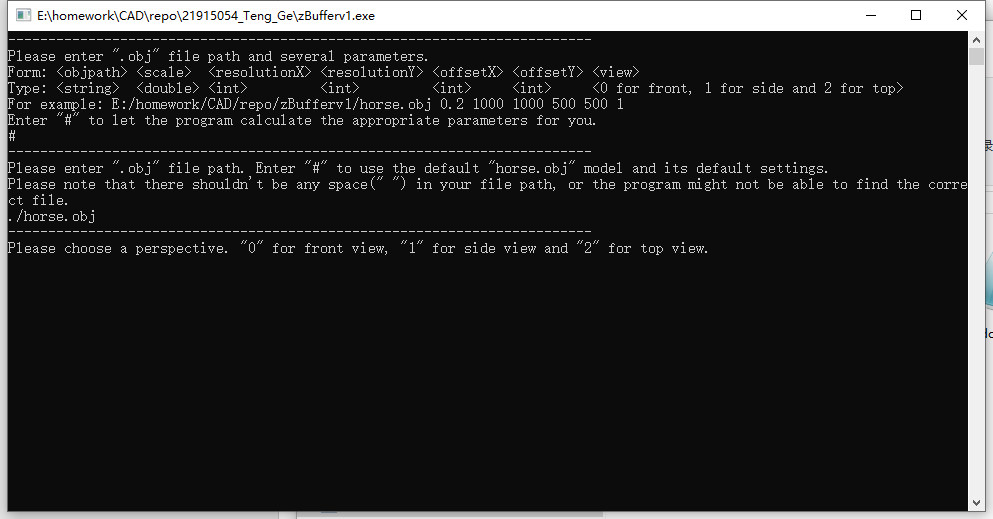 E:\homework\CAD\repo\21915054_Teng_Ge\zBufferv1.exe
-------------------------------------------------------------------------
Please enter ".obj" file path and several parameters.
Form: <objpath> <scale>  <resolutionX> <resolutionY> <offsetX> <offsetY> <view>
Type: <string>  <double> <int>         <int>         <int>     <int>     <0 for front, 1 for side and 2 for top>
For example: E:/homework/CAD/repo/zBufferv1/horse.obj 0.2 1000 1000 500 500 1
Enter "#" to let the program calculate the appropriate parameters for you.
#
-------------------------------------------------------------------------
Please enter ".obj" file path. Enter "#" to use the default "horse.obj" model and its default settings.
Please note that there shouldn't be any space(" ") in your file path, or the program might not be able to find the corre
ct file.
./horse.obj
-------------------------------------------------------------------------
Please choose a perspective. "0" for front view, "1" for side view and "2" for top view.